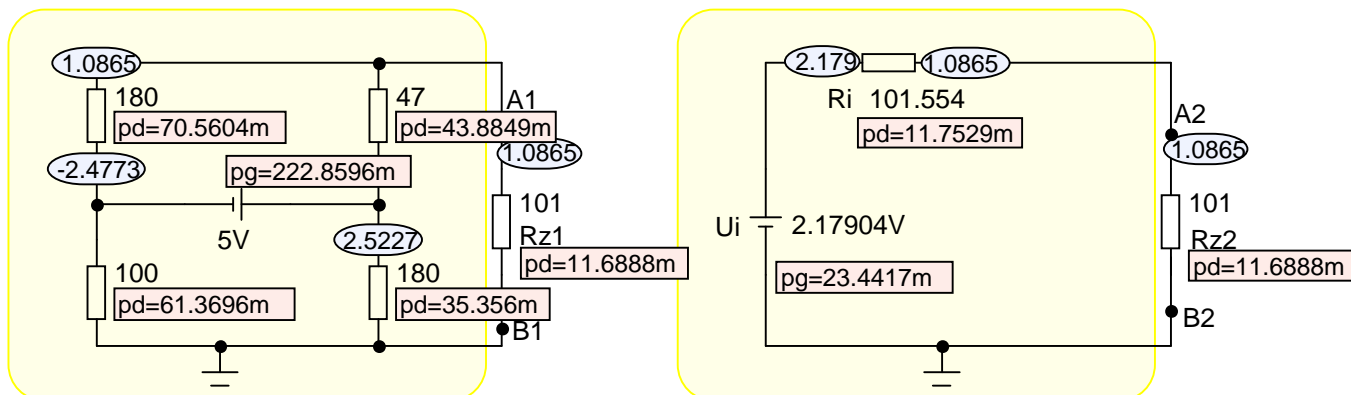 1.0865
180
pd=70.5604m
47
pd=43.8849m
A1
1.0865
-2.4773
pg=222.8596m
5V
2.5227
101
Rz1
pd=11.6888m
100
pd=61.3696m
180
pd=35.356m
B1
2.179
1.0865
Ri 101.554
pd=11.7529m
A2
1.0865
Ui 2.17904V
pg=23.4417m
101
Rz2
pd=11.6888m
B2